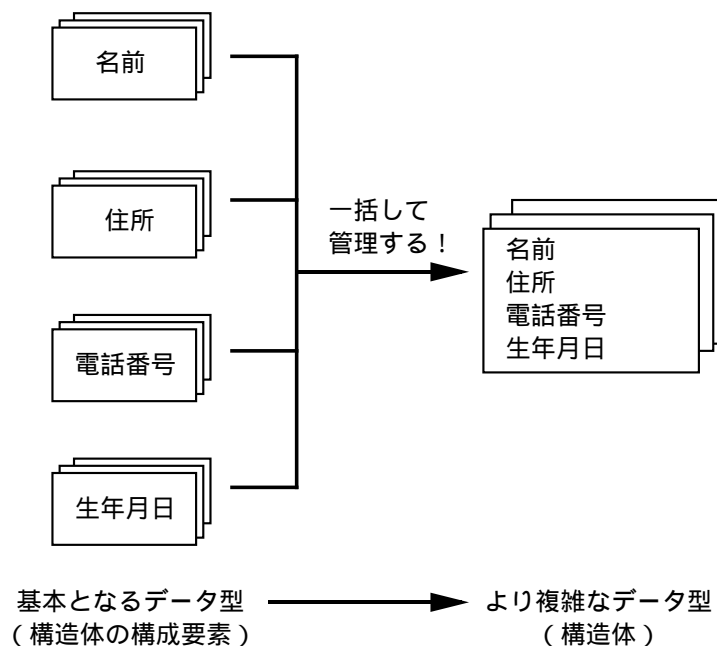 名前
住所
電話番号
生年月日
一括して
管理する！
名前
住所
電話番号
生年月日
基本となるデータ型
（構造体の構成要素）
より複雑なデータ型
（構造体）